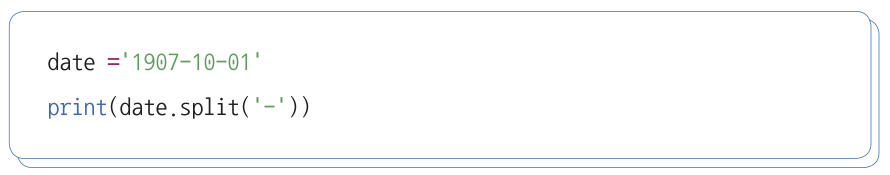 date ='1907-10-01'
print(date.split('-'))